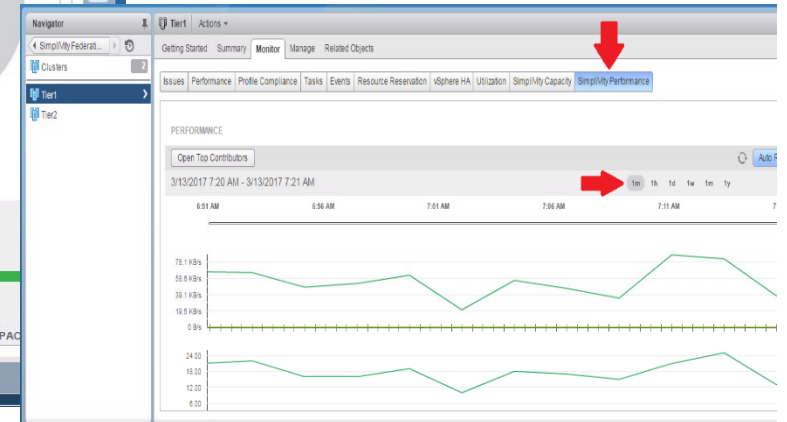 Navigator
Tier1 Actions
SimpliVity Federati...
Getting Started Summary Monitor Manage Related Objects
Clusters 2
Issues Performance Profile Compliance Tasks Events Resource Reservation vSphere HA Utilization SimpliVity Capacity SimpliVity Performance
Tier1
Tier2
PERFORMANCE
Open Top Contributors
Auto R
3/13/2017 7:20 AM - 3/13/2017 7:21 AM
1m 1h 1d 1w 1m 1y
6:51 AM 6:56 AM 7:01 AM 7:06 AM 7:11 AM 7
78.1 KB/s
58.6 KB/s
39.1 KB/s
19.5 KB/s
0 B/s
PAC
24.00
18.00
12.00
6.00